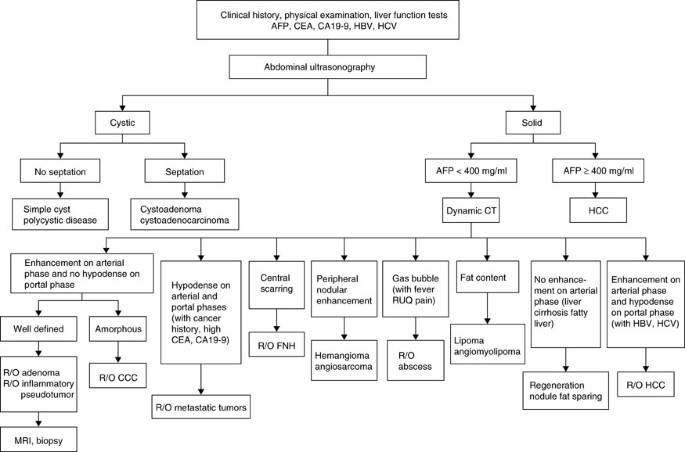 Clinical history, physical examination, liver function tests
AFP, CEA, CA19-9, HBV, HCV
Abdominal ultrasonography
Cystic
Solid
No septation
Septation
AFP < 400 mg/ml
AFP ≥ 400 mg/ml
Simple cyst
polycystic disease
Cystoadenoma
cystoadenocarcinoma
Dynamic CT
HCC
Enhancement on arterial
phase and no hypodense on
portal phase
Hypodense on
arterial and
portal phases
(with cancer
history, high
CEA, CA19-9)
Central
scarring
Peripheral
nodular
enhancement
Gas bubble
(with fever
RUQ pain)
Fat content
No enhance-
ment on arterial
phase (liver
cirrhosis fatty
liver)
Enhancement on
arterial phase
and hypodense
on portal phase
(with HBV, HCV)
Well defined
Amorphous
R/O FNH
Lipoma
angiomyolipoma
R/O adenoma
R/O inflammatory
pseudotumor
R/O CCC
Hemangioma
angiosarcoma
R/O
abscess
Regeneration
nodule fat sparing
R/O HCC
R/O metastatic tumors
MRI, biopsy